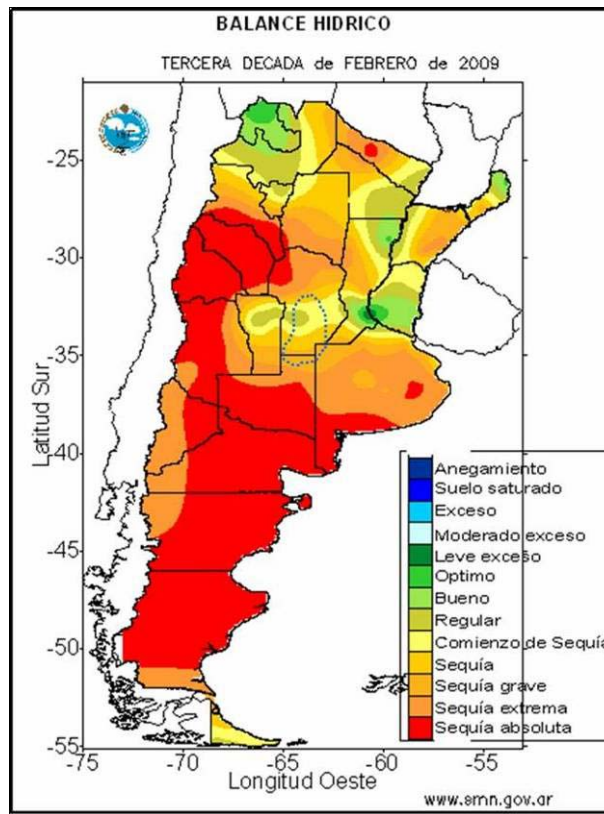 BALANCE HIDRICO
TERCERA DECADA de FEBRERO de 2009
-25
-30
-35
-40
-45
-50
-55
Latitud Sur
Anegamiento
Suelo saturado
Exceso
Moderado exceso
Leve exceso
Optimo
Bueno
Regular
Comienzo de Sequía
Sequía
Sequía grave
Sequía extrema
Sequía absoluta
-75 -70 -65 -60 -55
Longitud Oeste
www.smn.gov.ar